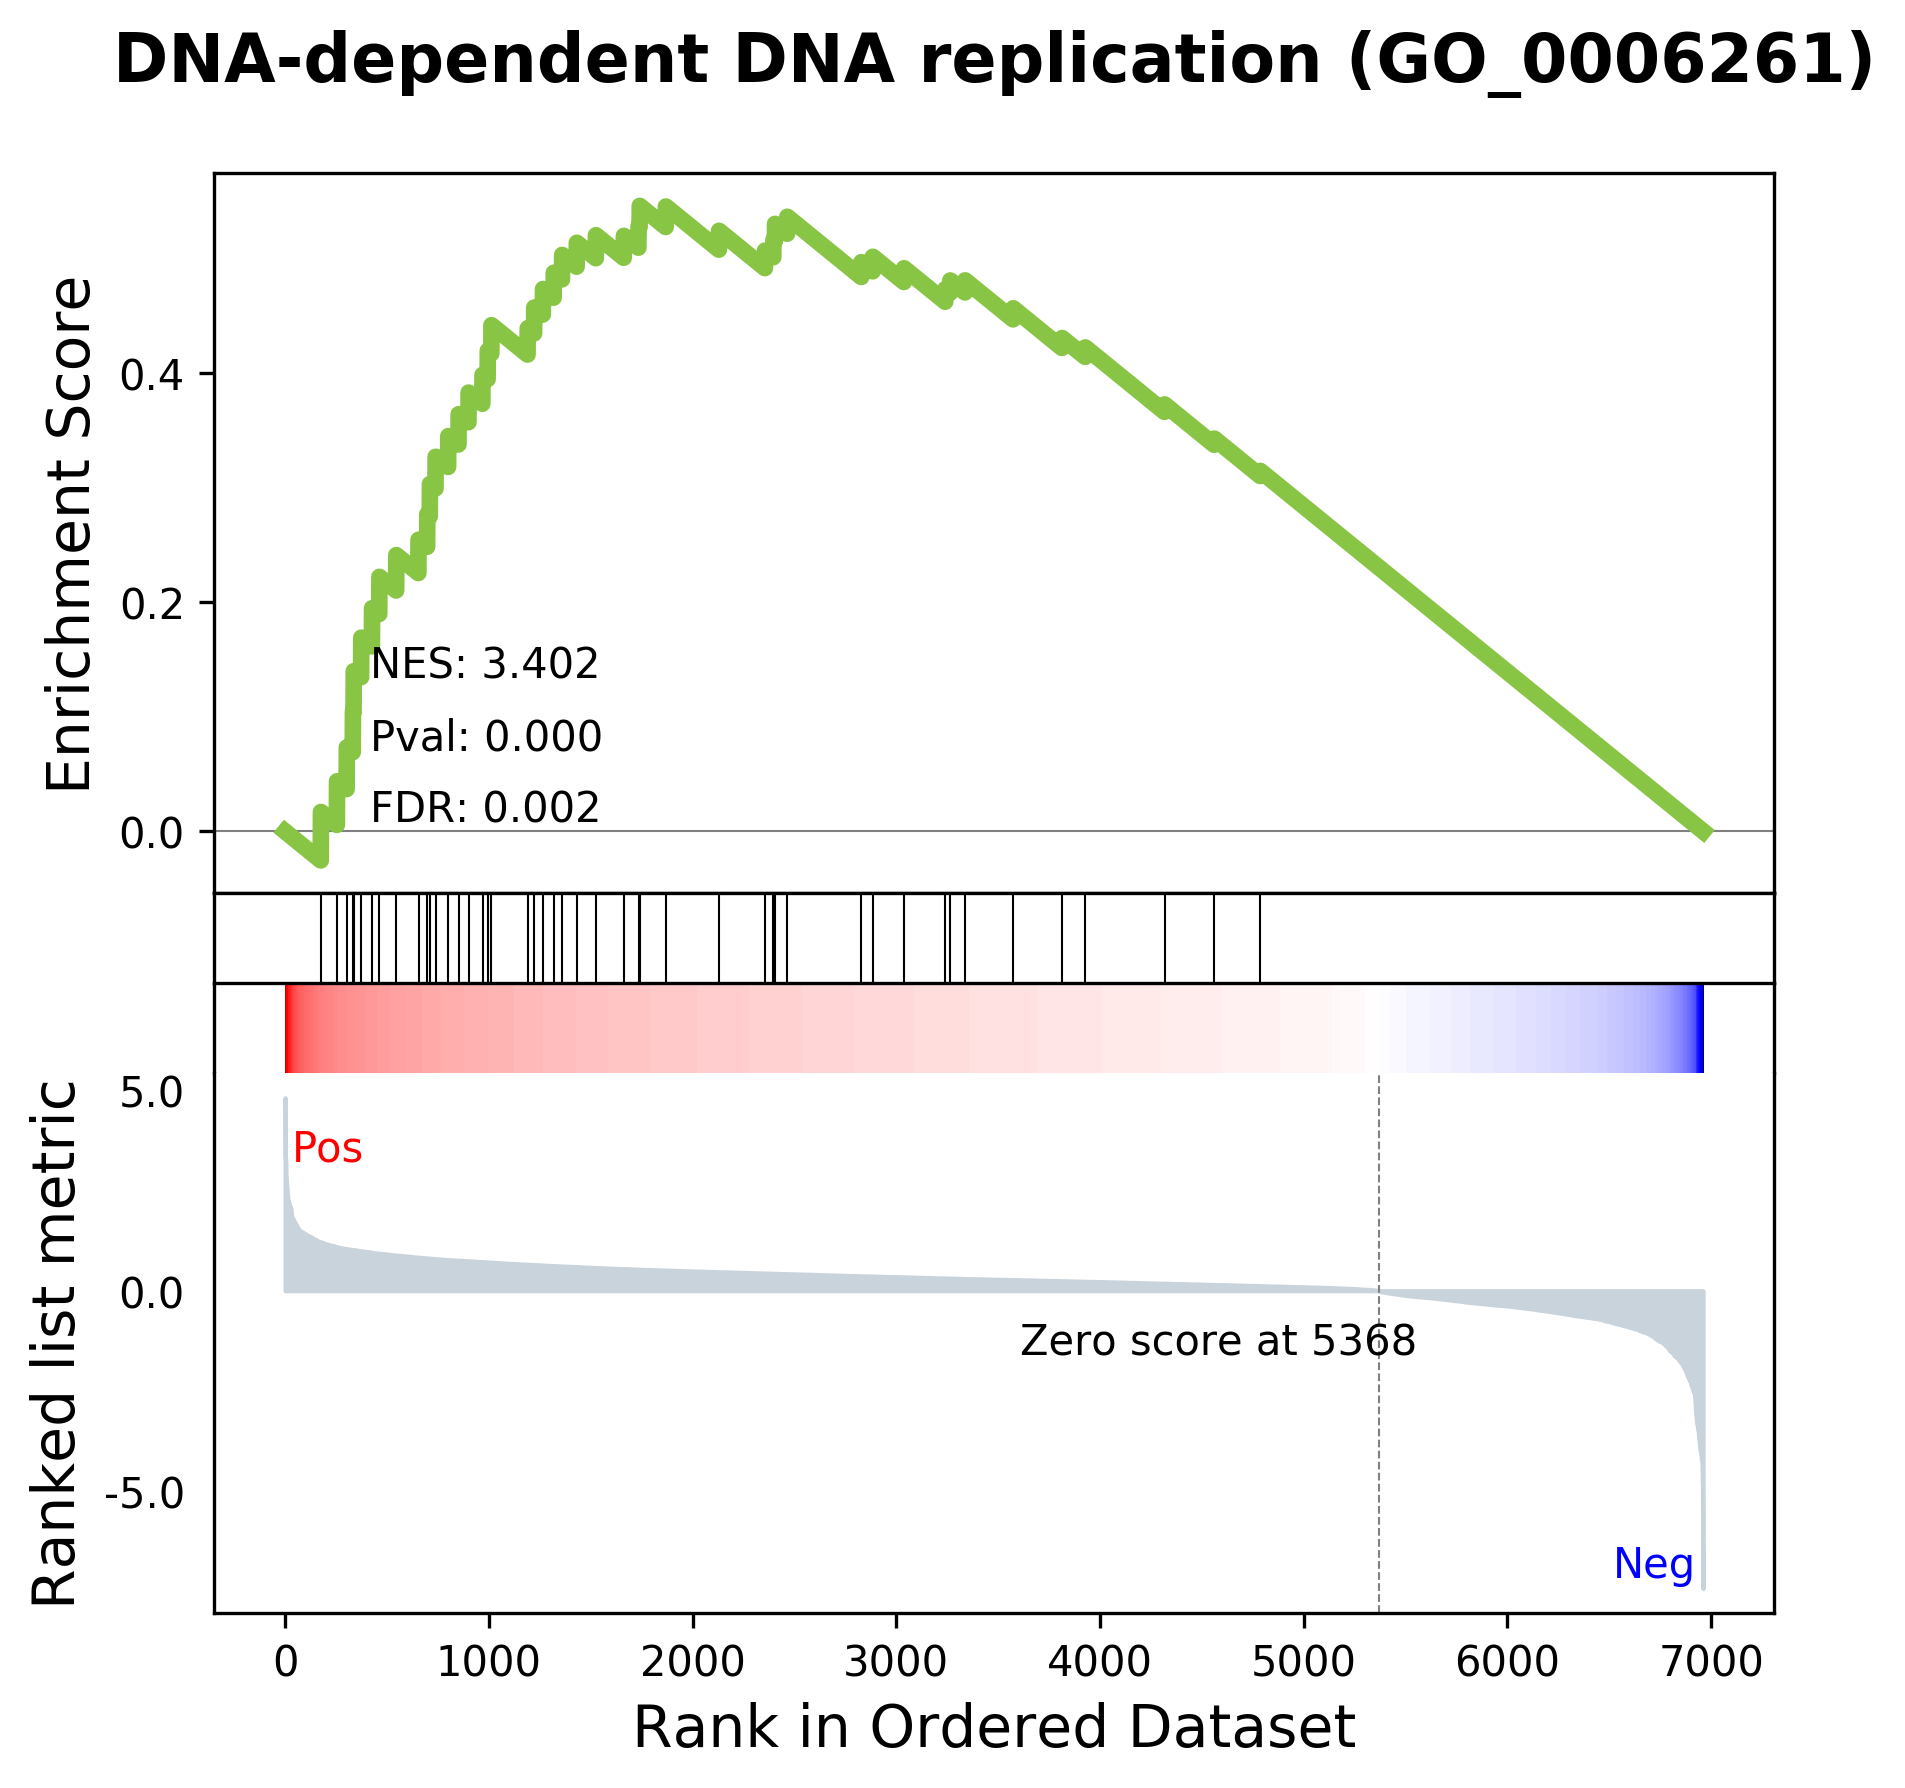 DNA-dependent DNA replication (GO_0006261)
Enrichment Score
0.4
0.2
0.0
NES: 3.402
Pval: 0.000
FDR: 0.002
Ranked list metric
5.0
0.0
-5.0
Pos
Zero score at 5368
Neg
0 1000 2000 3000 4000 5000 6000 7000
Rank in Ordered Dataset